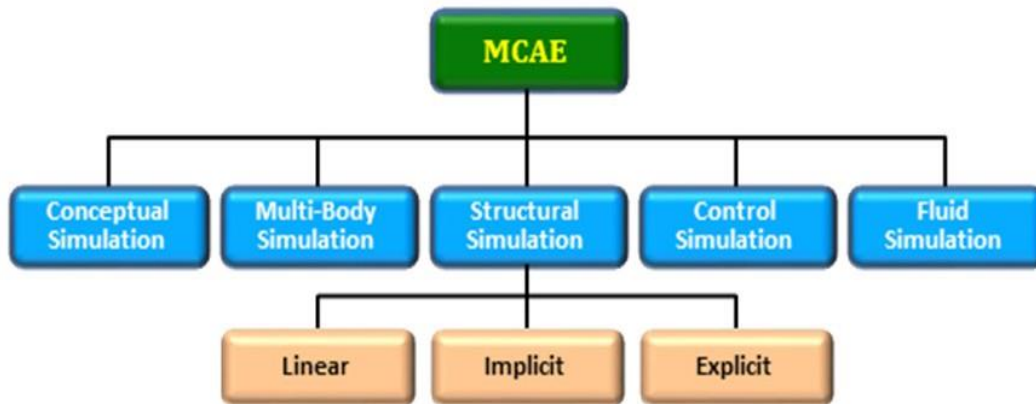 MCAE
Conceptual
Simulation
Multi-Body
Simulation
Structural
Simulation
Control
Simulation
Fluid
Simulation
Linear
Implicit
Explicit